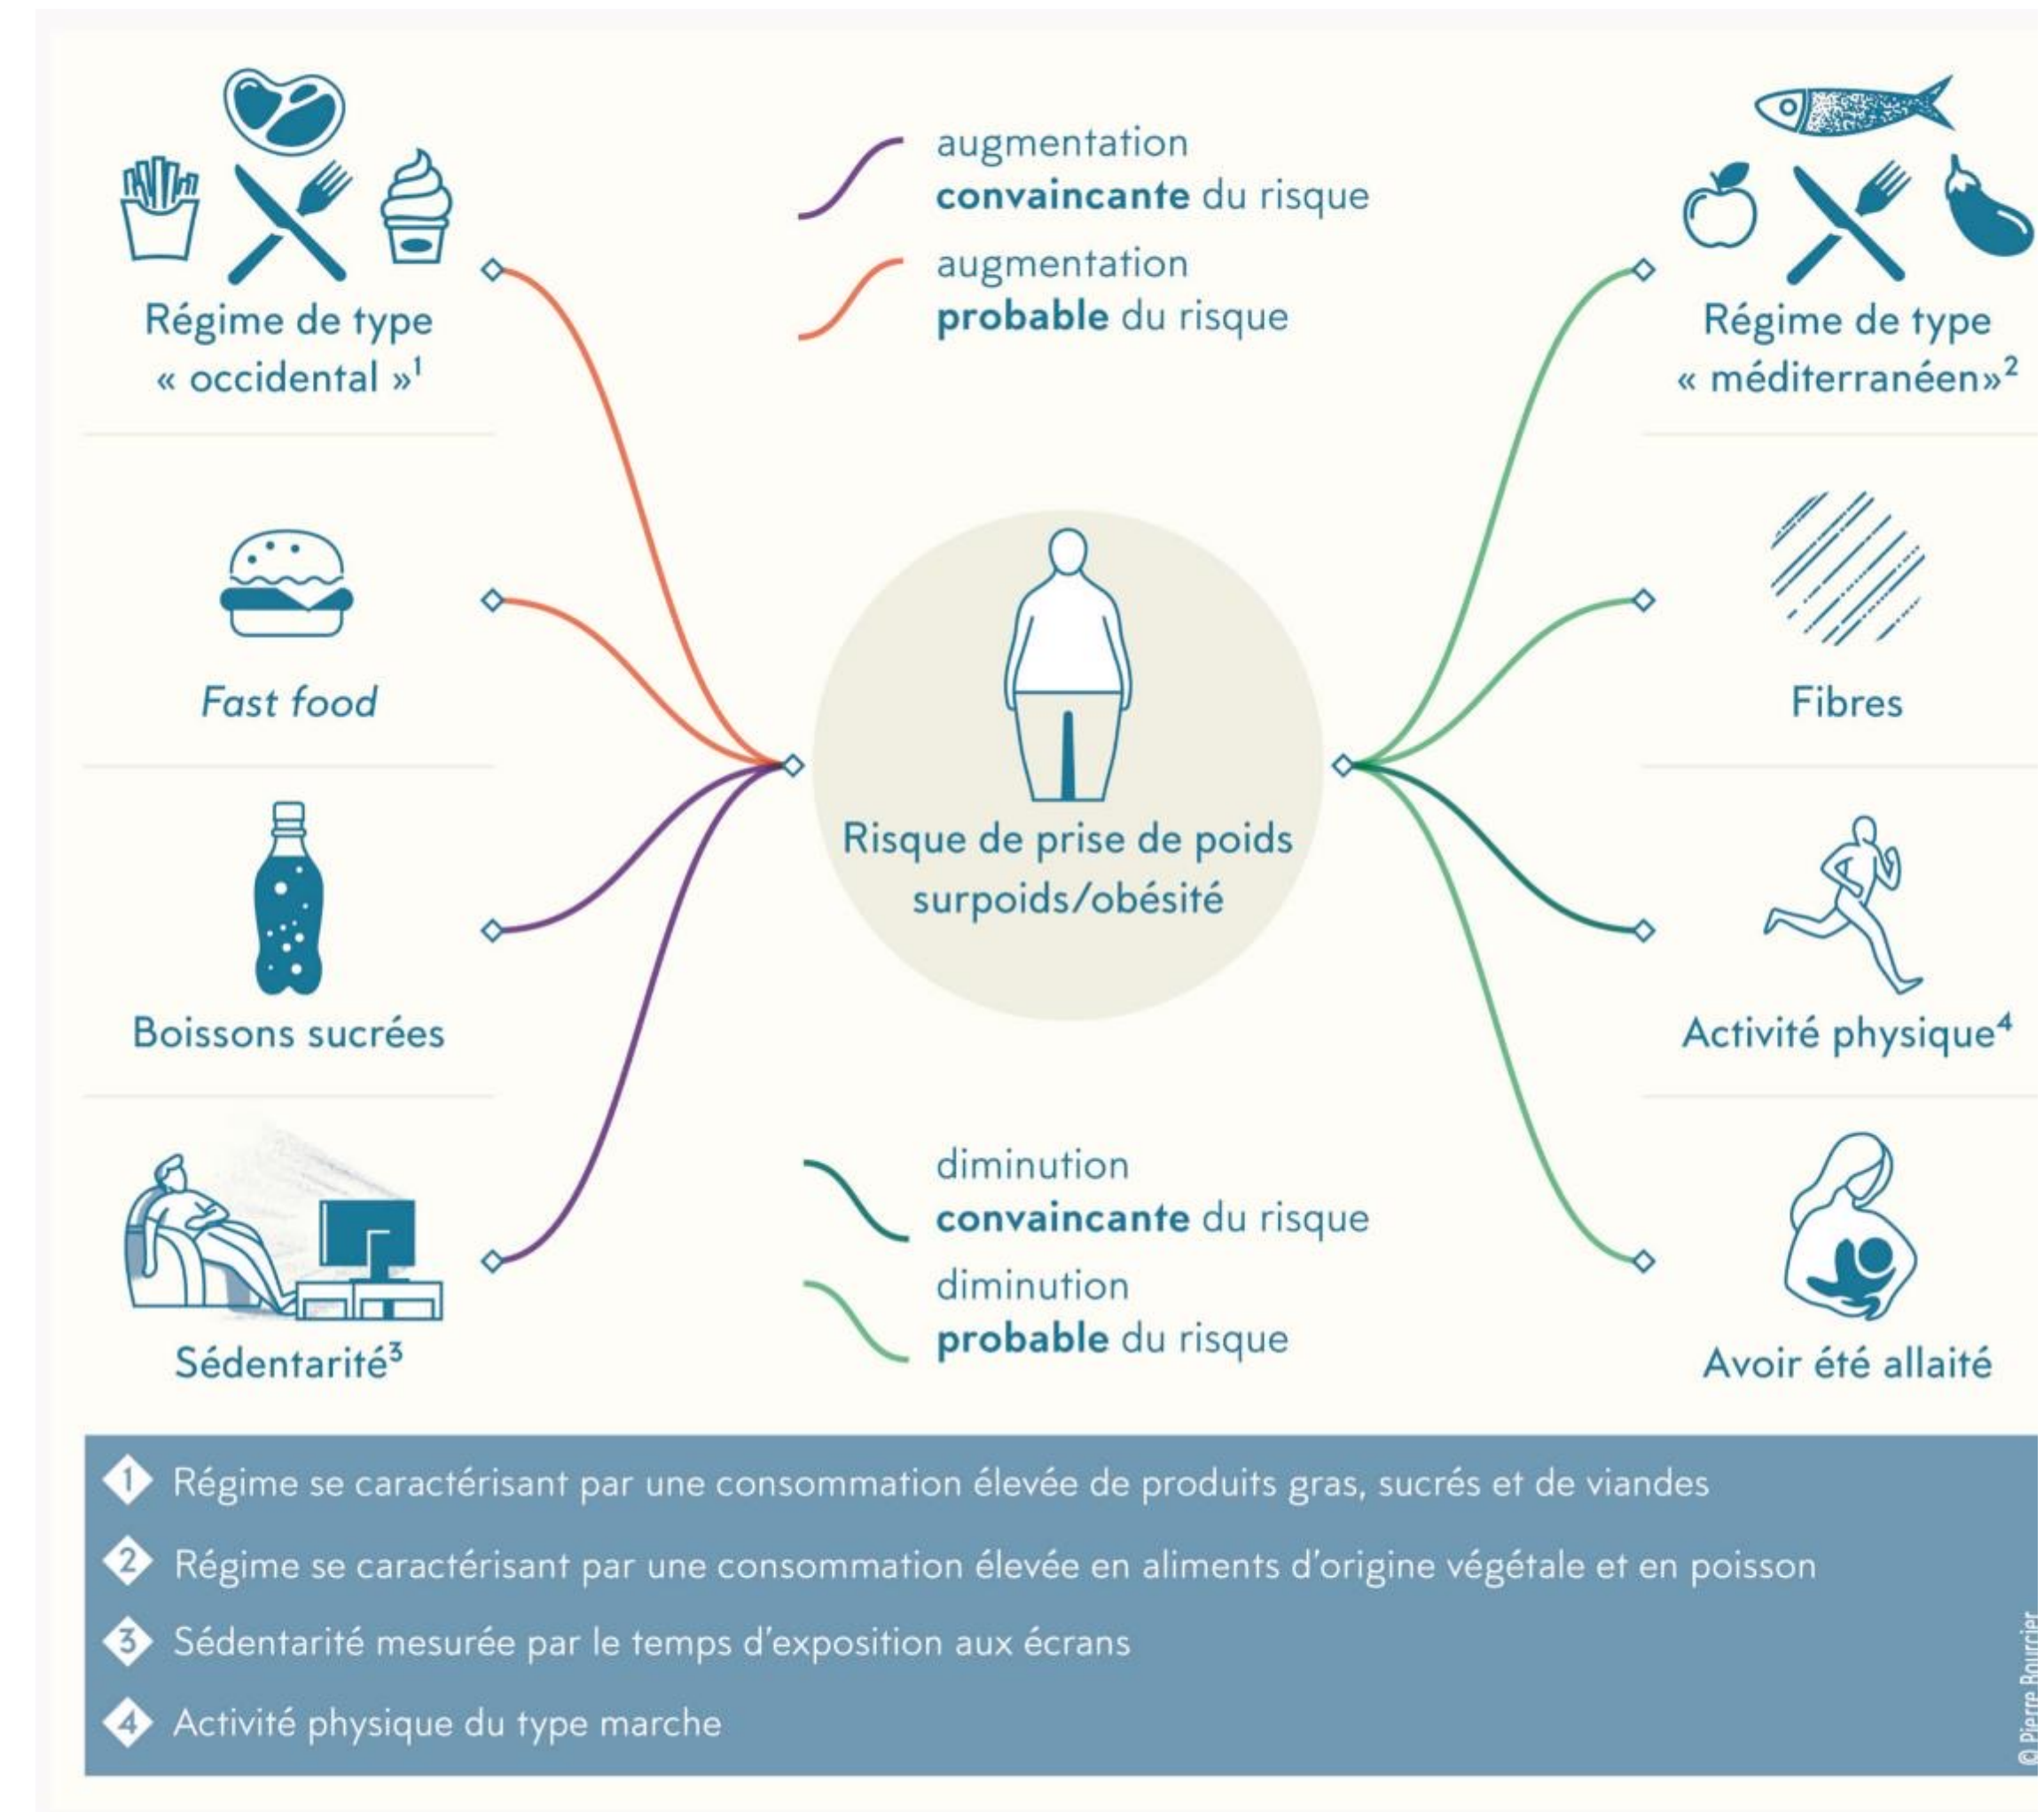 Régime de type
« occidental »¹
Fast food
Boissons sucrées
Sédentarité³
augmentation
convaincante du risque
augmentation
probable du risque
Risque de prise de poids
surpoids/obésité
diminution
convaincante du risque
diminution
probable du risque
Régime de type
« méditerranéen»²
Fibres
Activité physique⁴
Avoir été allaité
1 Régime se caractérisant par une consommation élevée de produits gras, sucrés et de viandes
2 Régime se caractérisant par une consommation élevée en aliments d'origine végétale et en poisson
3 Sédentarité mesurée par le temps d'exposition aux écrans
4 Activité physique du type marche
© Pierre Bourcier